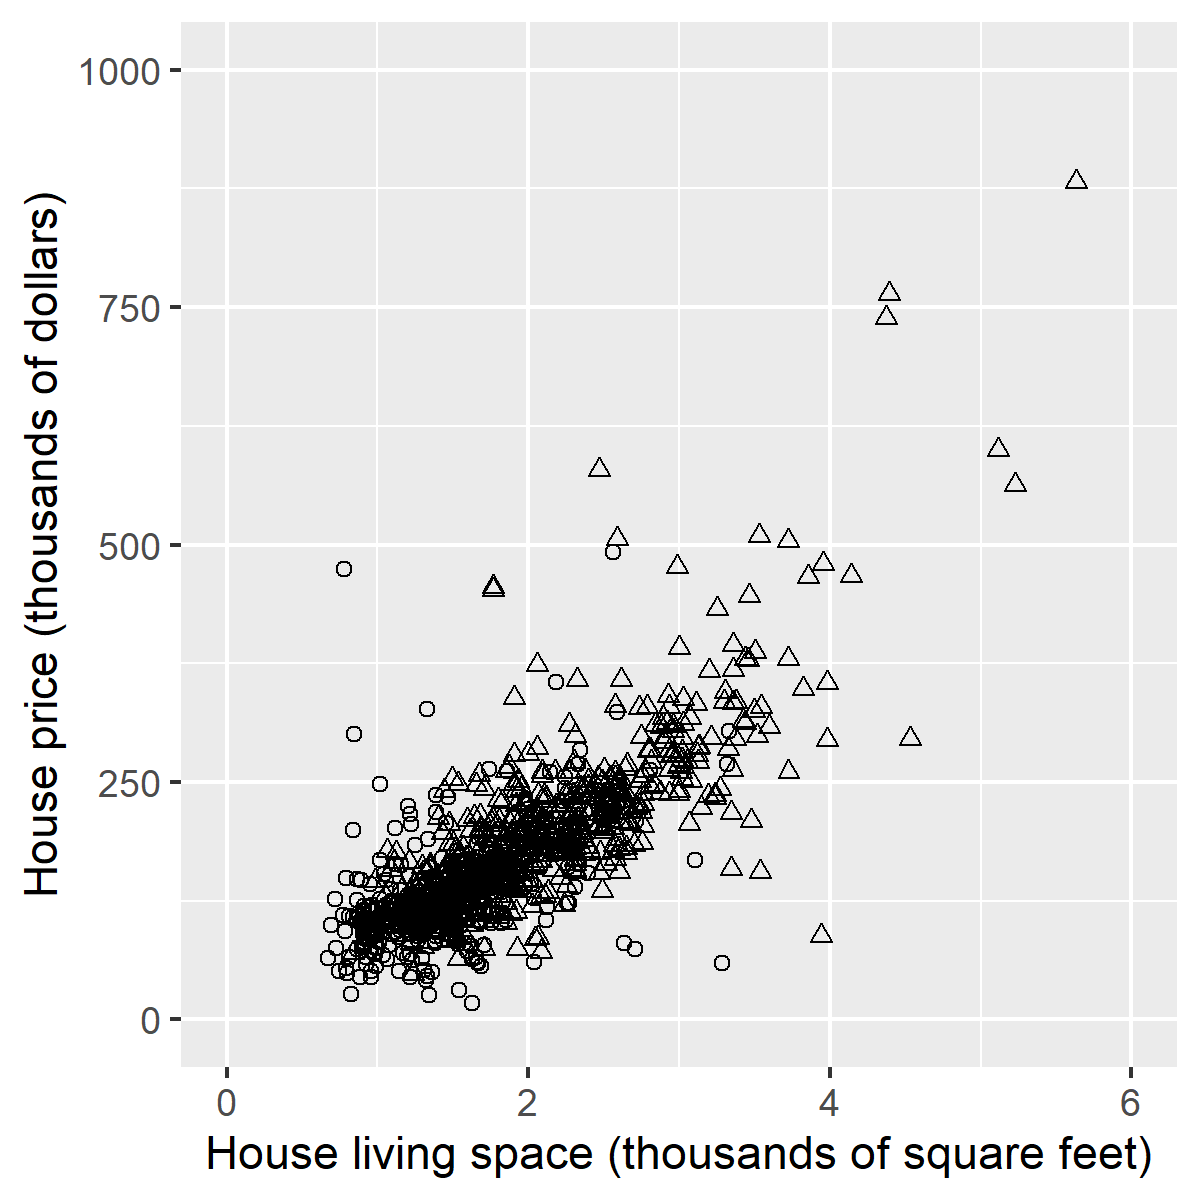 House price (thousands of dollars)
1000
750
500
250
0
0 2 4 6
House living space (thousands of square feet)